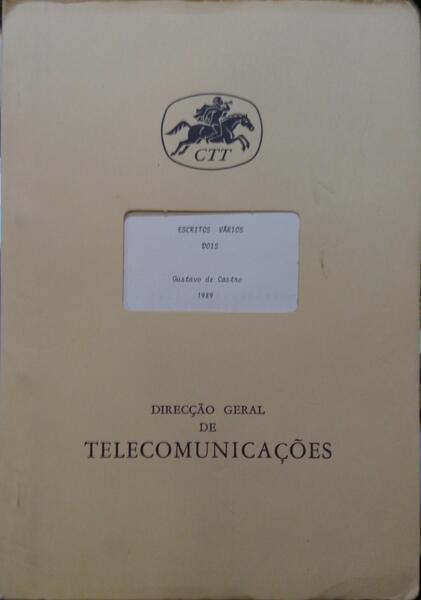 CTT
ESCRITOS VÁRIOS
DOIS
Gustavo de Castro
1989
DIRECÇÃO GERAL
DE
TELECOMUNICAÇÕES